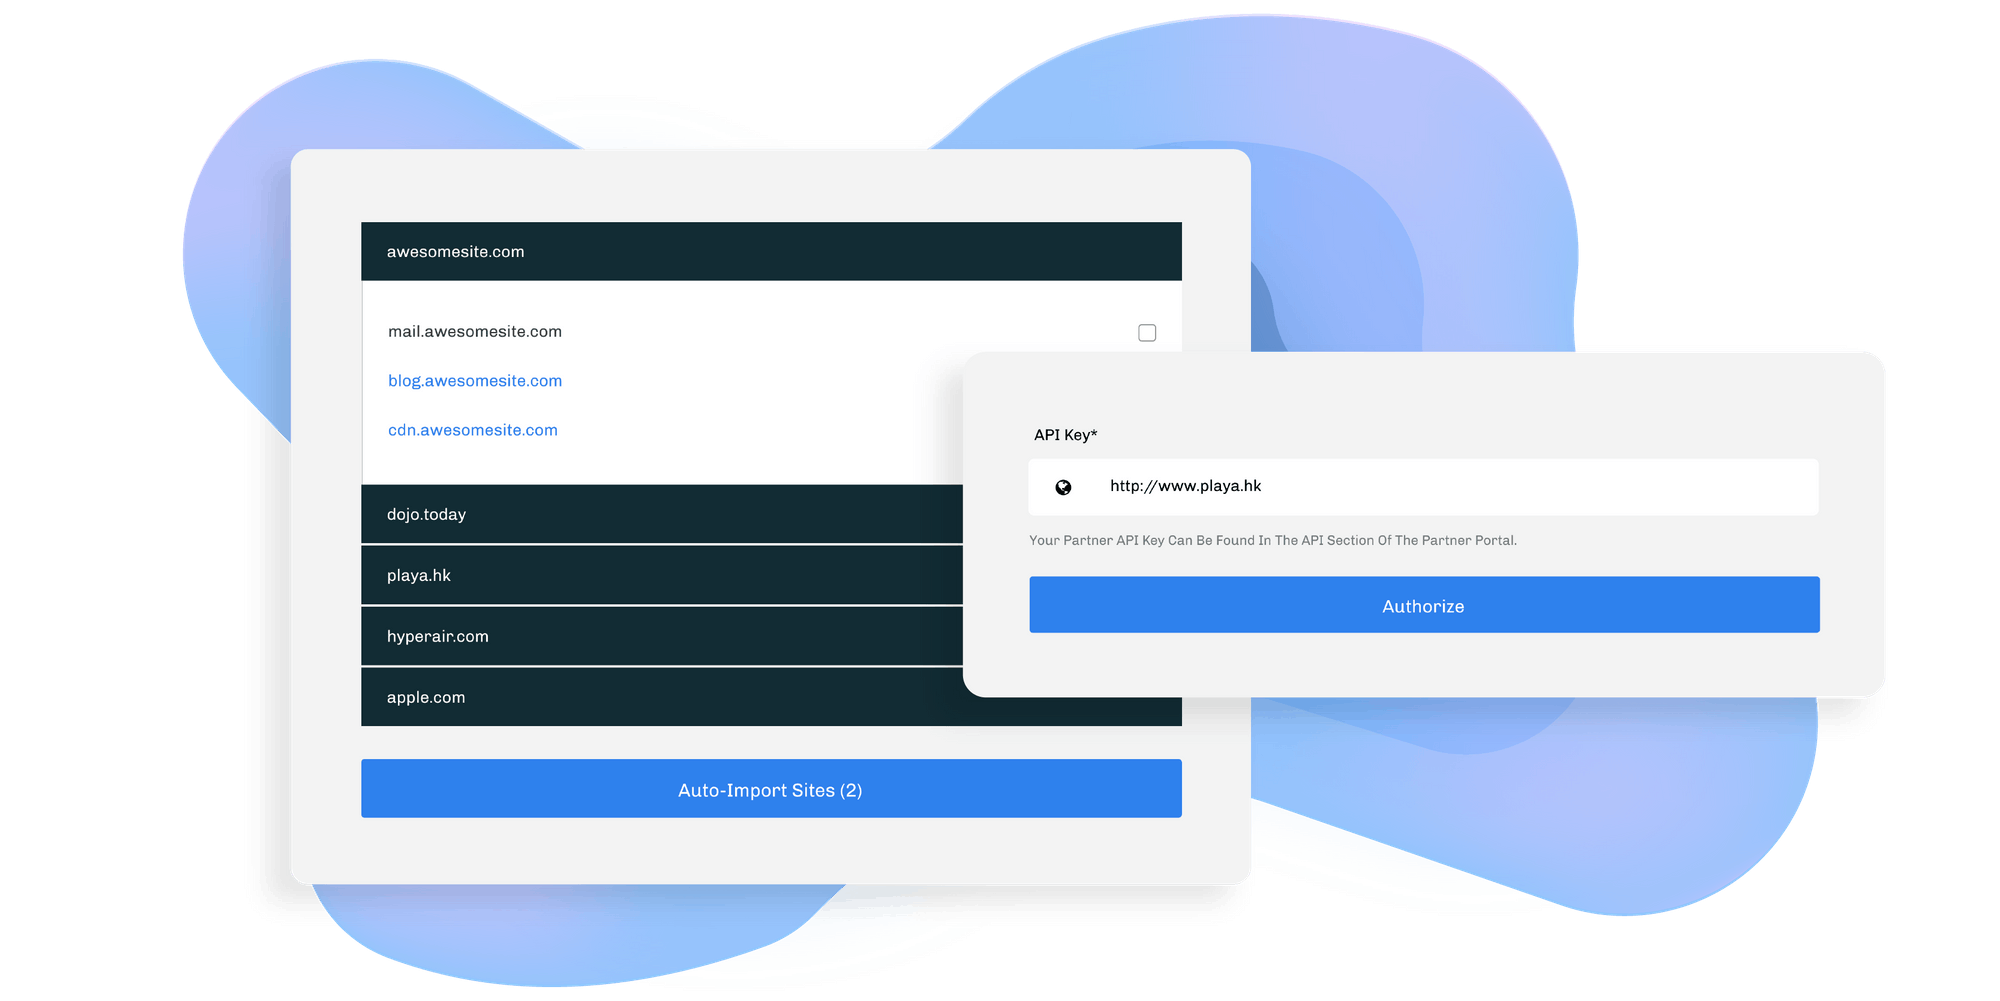 awesomesite.com
mail.awesomesite.com
blog.awesomesite.com
cdn.awesomesite.com
dojo.today
playa.hk
hyperair.com
apple.com
Auto-Import Sites (2)
API Key*
http://www.playa.hk
Your Partner API Key Can Be Found In The API Section Of The Partner Portal.
Authorize